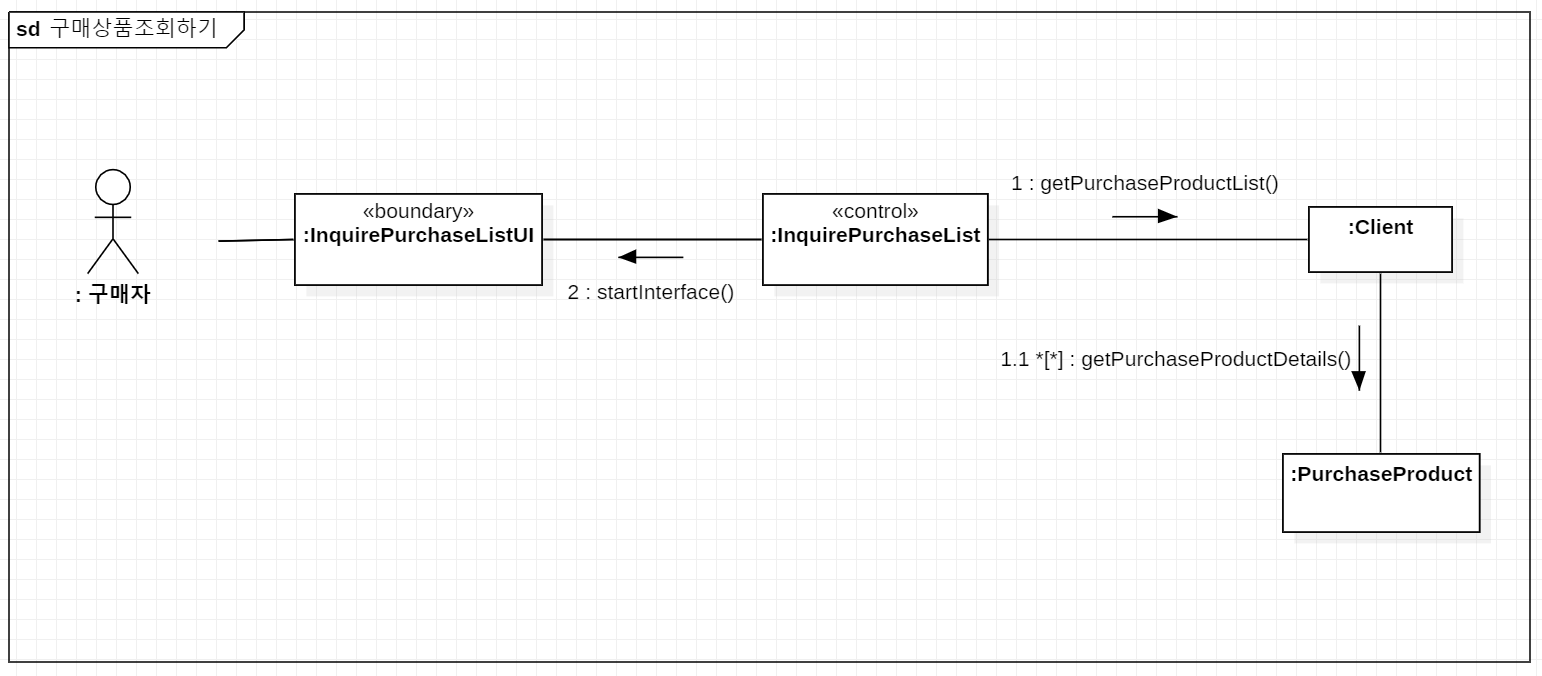 sd 구매상품조회하기
: 구매자
«boundary»
:InquirePurchaseListUI
2 : startInterface()
«control»
:InquirePurchaseList
1 : getPurchaseProductList()
:Client
1.1 *[*] : getPurchaseProductDetails()
:PurchaseProduct